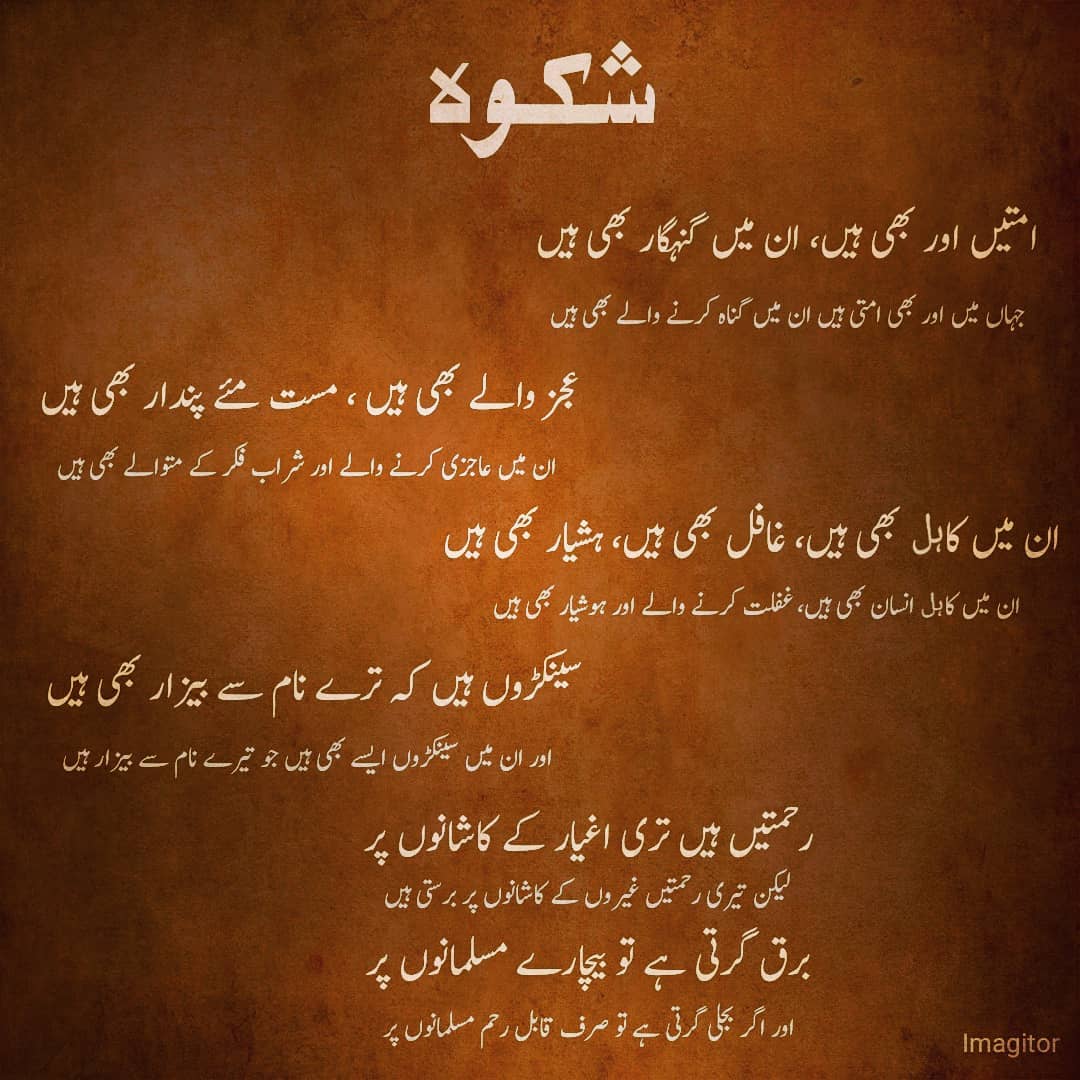 شکوہ
امتیں اور بھی ہیں، ان میں گنہگار بھی ہیں
جہاں میں اور بھی امتی ہیں ان میں گناہ کرنے والے بھی ہیں
عجز والے بھی ہیں ، مست مئے پندار بھی ہیں
ان میں عاجزی کرنے والے اور شراب فکر کے متوالے بھی ہیں
ان میں کاہل بھی ہیں، غافل بھی ہیں، ہشیار بھی ہیں
ان میں کاہل انسان بھی ہیں، غفلت کرنے والے اور ہوشیار بھی ہیں
سینکڑوں ہیں کہ ترے نام سے بیزار بھی ہیں
اور ان میں سینکڑوں ایسے بھی ہیں جو تیرے نام سے بیزار ہیں
رحمتیں ہیں تری اغیار کے کاشانوں پر
لیکن تیری رحمتیں غیروں کے کاشانوں پر برستی ہیں
برق گرتی ہے تو بیچارے مسلمانوں پر
اور اگر بجلی گرتی ہے تو صرف قابل رحم مسلمانوں پر
Imagitor